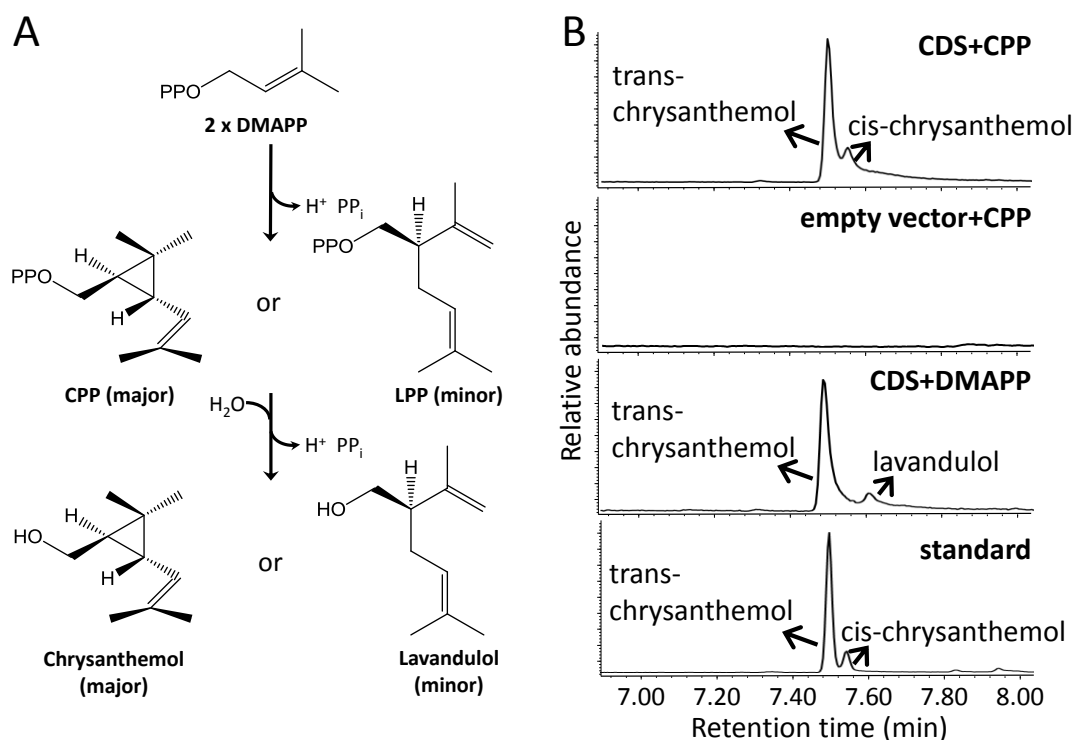 A
PPO
2 x DMAPP
H⁺ PPᵢ
H
PPO
H
PPO
H
or
CPP (major)
LPP (minor)
H₂O
H⁺ PPᵢ
H
HO
H
HO
H
or
Chrysanthemol
(major)
Lavandulol
(minor)
B
Relative abundance
CDS+CPP
trans-
chrysanthemol
cis-chrysanthemol
empty vector+CPP
CDS+DMAPP
trans-
chrysanthemol
lavandulol
standard
trans-
chrysanthemol
cis-chrysanthemol
7.00 7.20 7.40 7.60 7.80 8.00
Retention time (min)